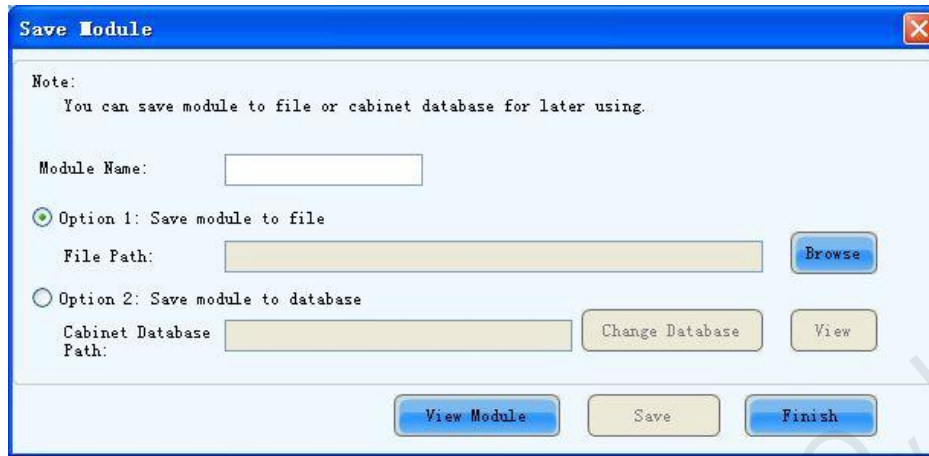 Save Module
Note:
You can save module to file or cabinet database for later using.
Module Name:
Option 1: Save module to file
File Path:
Browse
Option 2: Save module to database
Cabinet Database
Path:
Change Database
View
View Module
Save
Finish